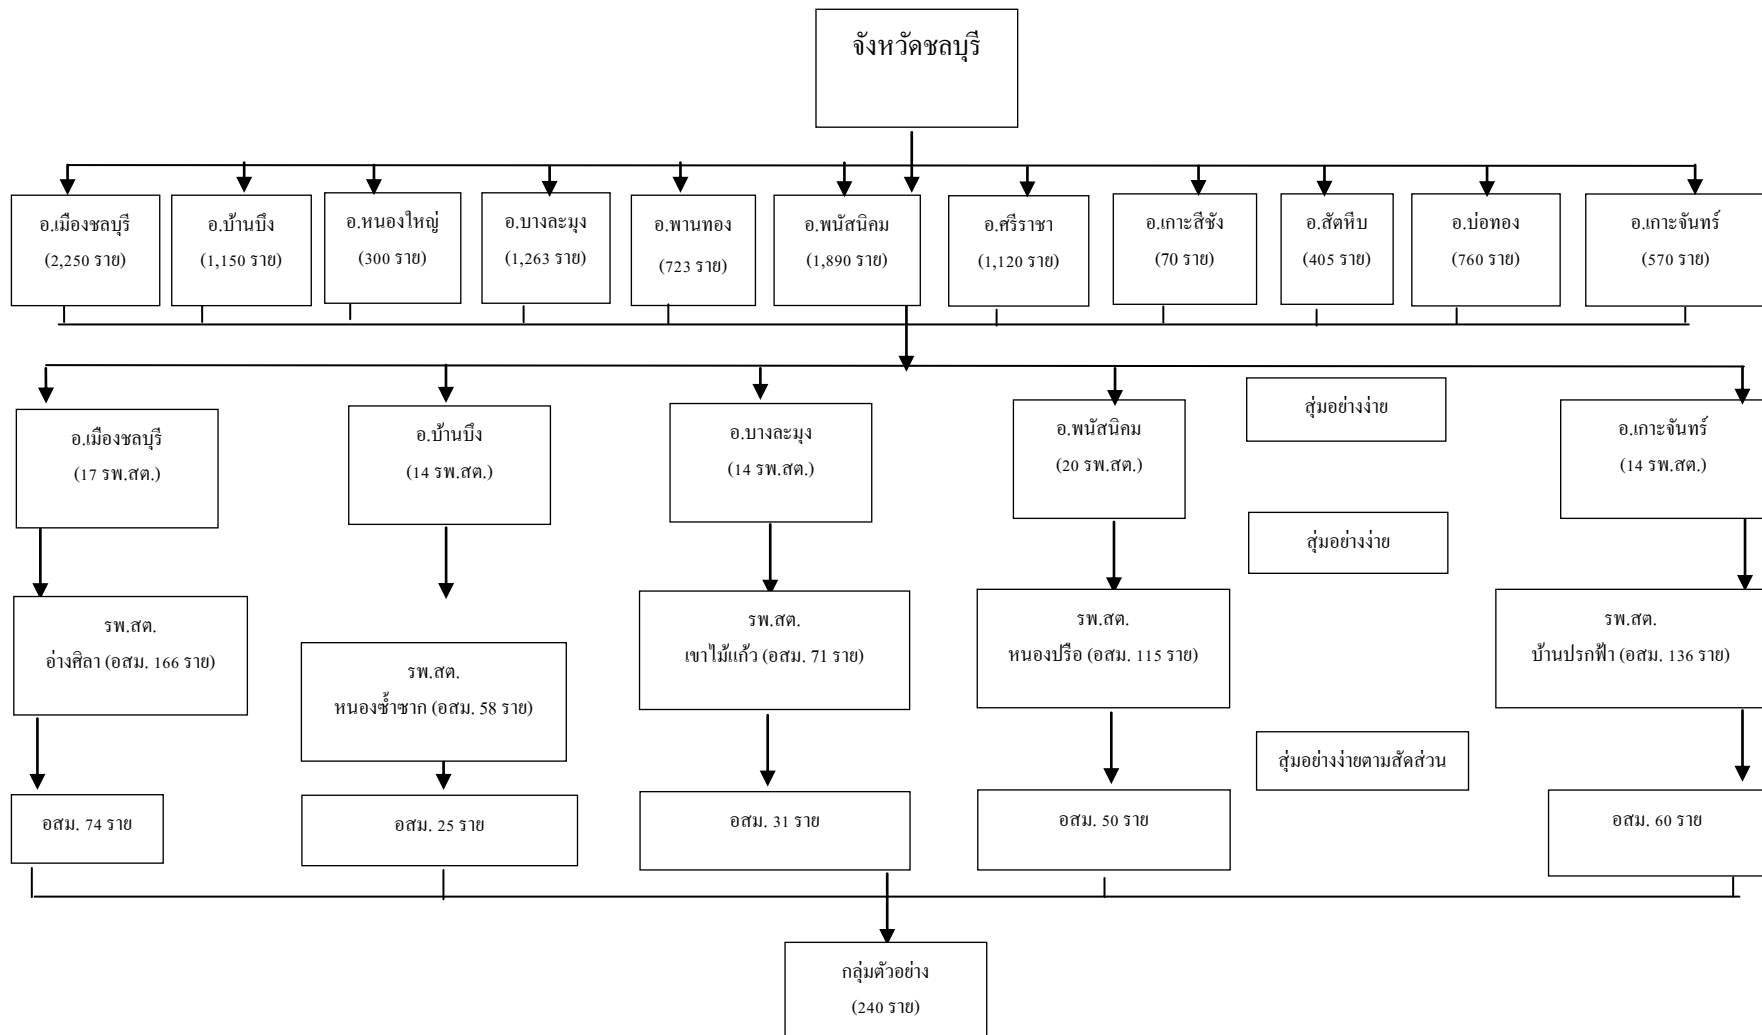 จังหวัดชลบุรี
อ.เมืองชลบุรี
(2,250 ราย)
อ.บ้านบึง
(1,150 ราย)
อ.หนองใหญ่
(300 ราย)
อ.บางละมุง
(1,263 ราย)
อ.พานทอง
(723 ราย)
อ.พนัสนิคม
(1,890 ราย)
อ.ศรีราชา
(1,120 ราย)
อ.เกาะสีชัง
(70 ราย)
อ.สัตหีบ
(405 ราย)
อ.บ่อทอง
(760 ราย)
อ.เกาะจันทร์
(570 ราย)
อ.เมืองชลบุรี
(17 รพ.สต.)
อ.บ้านบึง
(14 รพ.สต.)
อ.บางละมุง
(14 รพ.สต.)
อ.พนัสนิคม
(20 รพ.สต.)
สุ่มอย่างง่าย
อ.เกาะจันทร์
(14 รพ.สต.)
สุ่มอย่างง่าย
รพ.สต.
อ่างศิลา (อสม. 166 ราย)
รพ.สต.
หนองซ้ำซาก (อสม. 58 ราย)
รพ.สต.
เขาไม้แก้ว (อสม. 71 ราย)
รพ.สต.
หนองปรือ (อสม. 115 ราย)
รพ.สต.
บ้านปรกฟ้า (อสม. 136 ราย)
สุ่มอย่างง่ายตามสัดส่วน
อสม. 74 ราย
อสม. 25 ราย
อสม. 31 ราย
อสม. 50 ราย
อสม. 60 ราย
กลุ่มตัวอย่าง
(240 ราย)